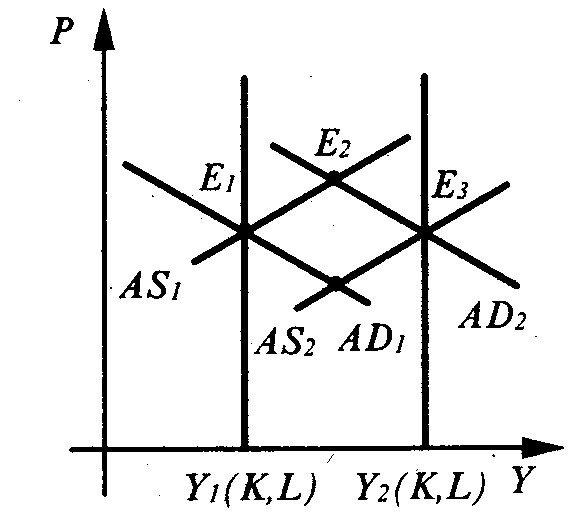 P
E₂
E₁
E₃
AS₁
AD₂
AS₂ AD₁
Y₁(K,L) Y₂(K,L) Y